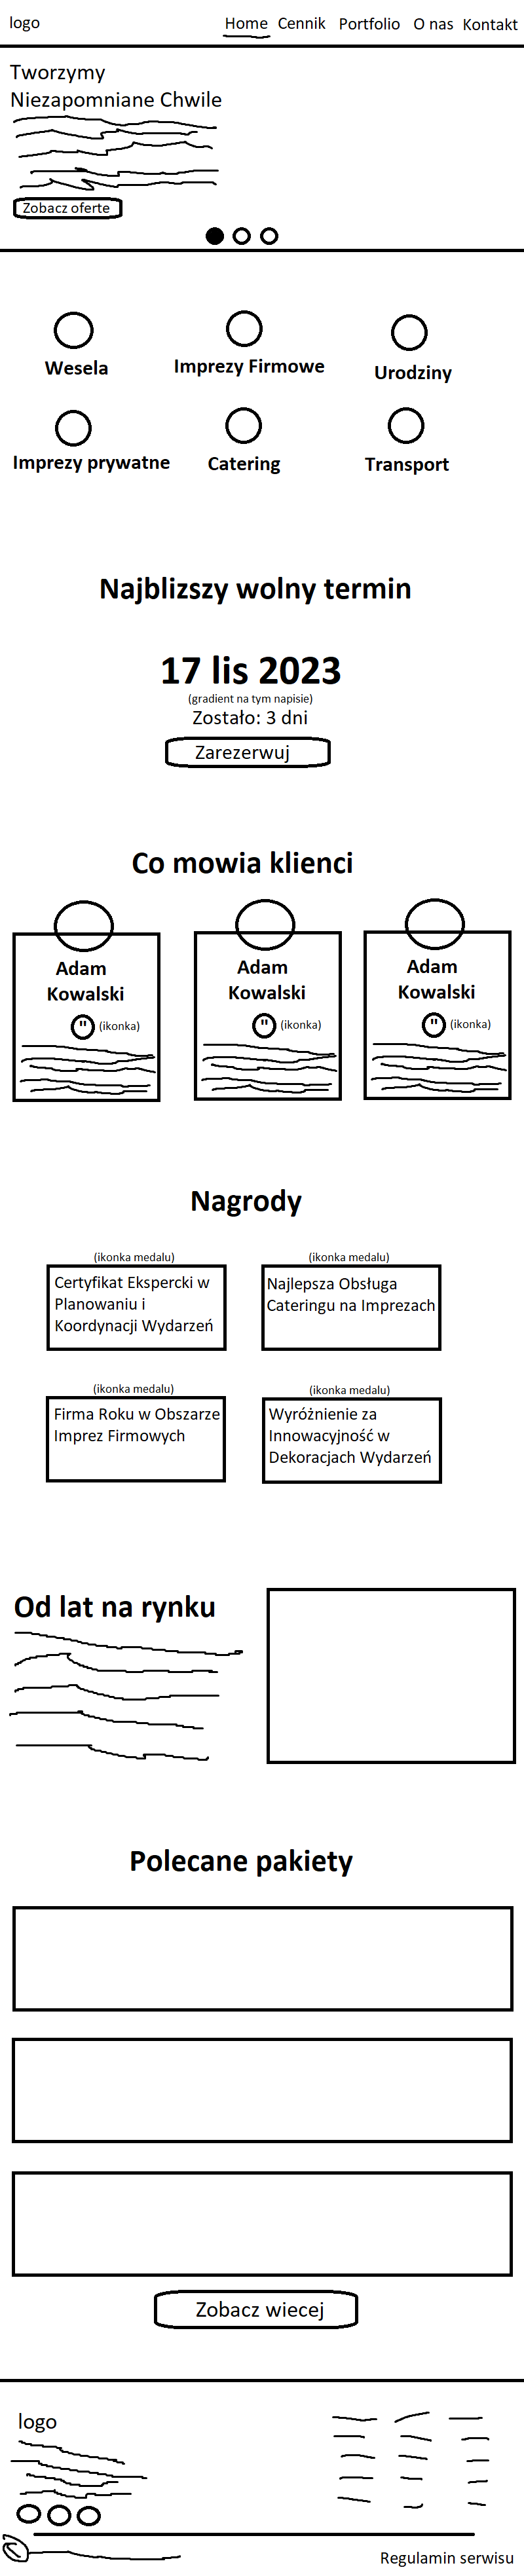 logo
Home Cennik Portfolio O nas Kontakt
Tworzymy
Niezapomniane Chwile
Zobacz oferte
Wesela
Imprezy Firmowe
Urodziny
Imprezy prywatne
Catering
Transport
Najblizszy wolny termin
17 lis 2023
(gradient na tym napisie)
Zostało: 3 dni
Zarezerwuj
Co mowia klienci
Adam
Kowalski
" (ikonka)
Adam
Kowalski
" (ikonka)
Adam
Kowalski
" (ikonka)
Nagrody
(ikonka medalu)
Certyfikat Ekspercki w
Planowaniu i
Koordynacji Wydarzeń
(ikonka medalu)
Najlepsza Obsługa
Cateringu na Imprezach
(ikonka medalu)
Firma Roku w Obszarze
Imprez Firmowych
(ikonka medalu)
Wyróżnienie za
Innowacyjność w
Dekoracjach Wydarzeń
Od lat na rynku
Polecane pakiety
Zobacz wiecej
logo
Regulamin serwisu